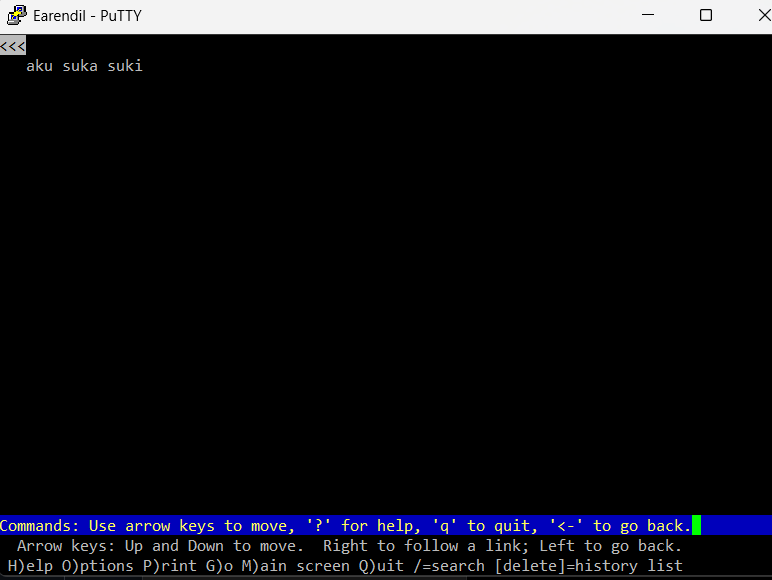 Earendil - PuTTY
<<<
aku suka suki
Commands: Use arrow keys to move, '?' for help, 'q' to quit, '<-' to go back.
Arrow keys: Up and Down to move.  Right to follow a link; Left to go back.
H)elp O)ptions P)rint G)o M)ain screen Q)uit /=search [delete]=history list